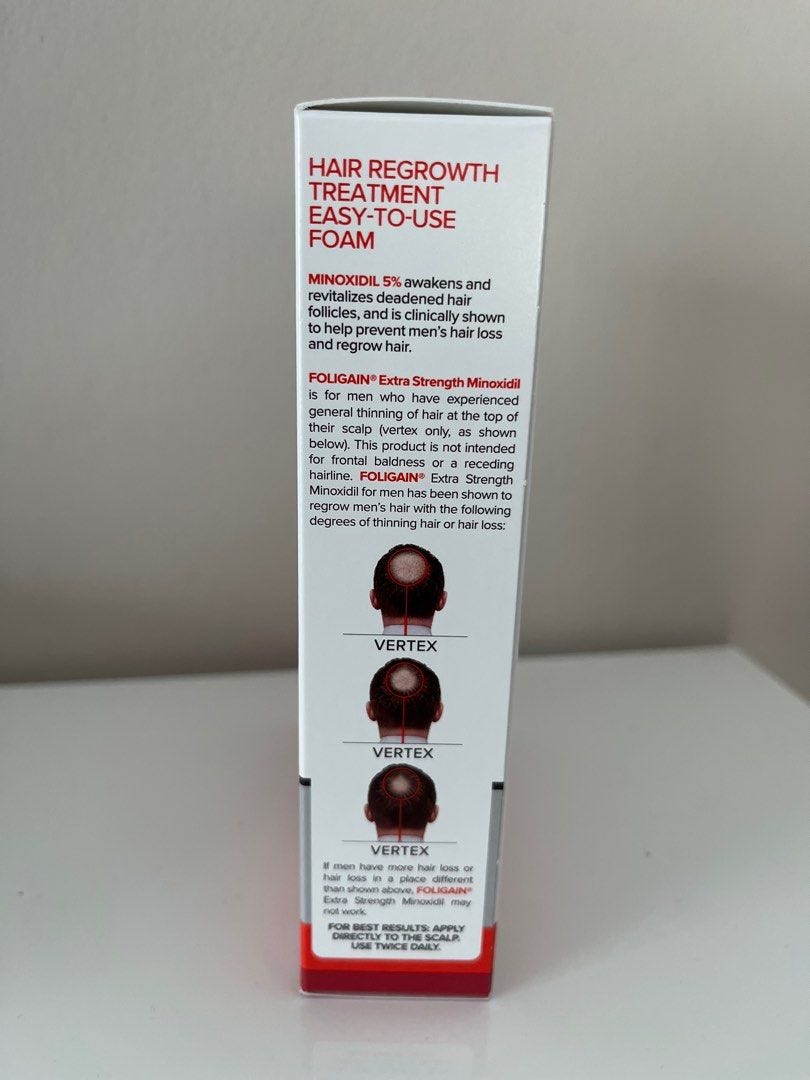 HAIR REGROWTH
TREATMENT
EASY-TO-USE
FOAM
MINOXIDIL 5% awakens and
revitalizes deadened hair
follicles, and is clinically shown
to help prevent men's hair loss
and regrow hair.
FOLIGAIN® Extra Strength Minoxidil
is for men who have experienced
general thinning of hair at the top of
their scalp (vertex only, as shown
below). This product is not intended
for frontal baldness or a receding
hairline. FOLIGAIN® Extra Strength
Minoxidil for men has been shown to
regrow men's hair with the following
degrees of thinning hair or hair loss:
VERTEX
VERTEX
VERTEX
If men have more hair loss or
hair loss in a place different
than shown above, FOLIGAIN®
Extra Strength Minoxidil may
not work.
FOR BEST RESULTS: APPLY
DIRECTLY TO THE SCALP.
USE TWICE DAILY.